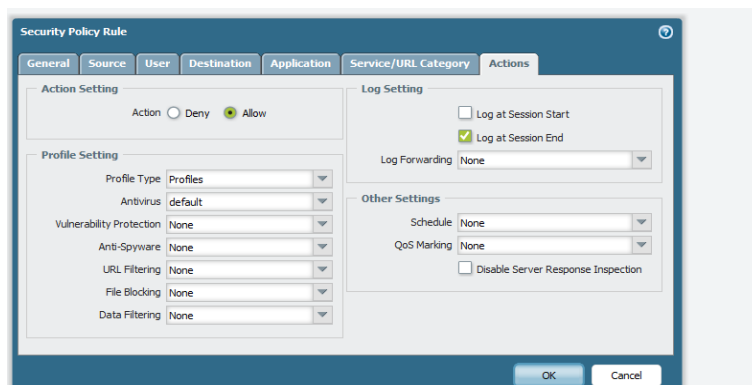 Security Policy Rule
General Source User Destination Application Service/URL Category Actions
Action Setting
Action Deny Allow
Profile Setting
Profile Type Profiles
Antivirus default
Vulnerability Protection None
Anti-Spyware None
URL Filtering None
File Blocking None
Data Filtering None
Log Setting
Log at Session Start
Log at Session End
Log Forwarding None
Other Settings
Schedule None
QoS Marking None
Disable Server Response Inspection
OK Cancel